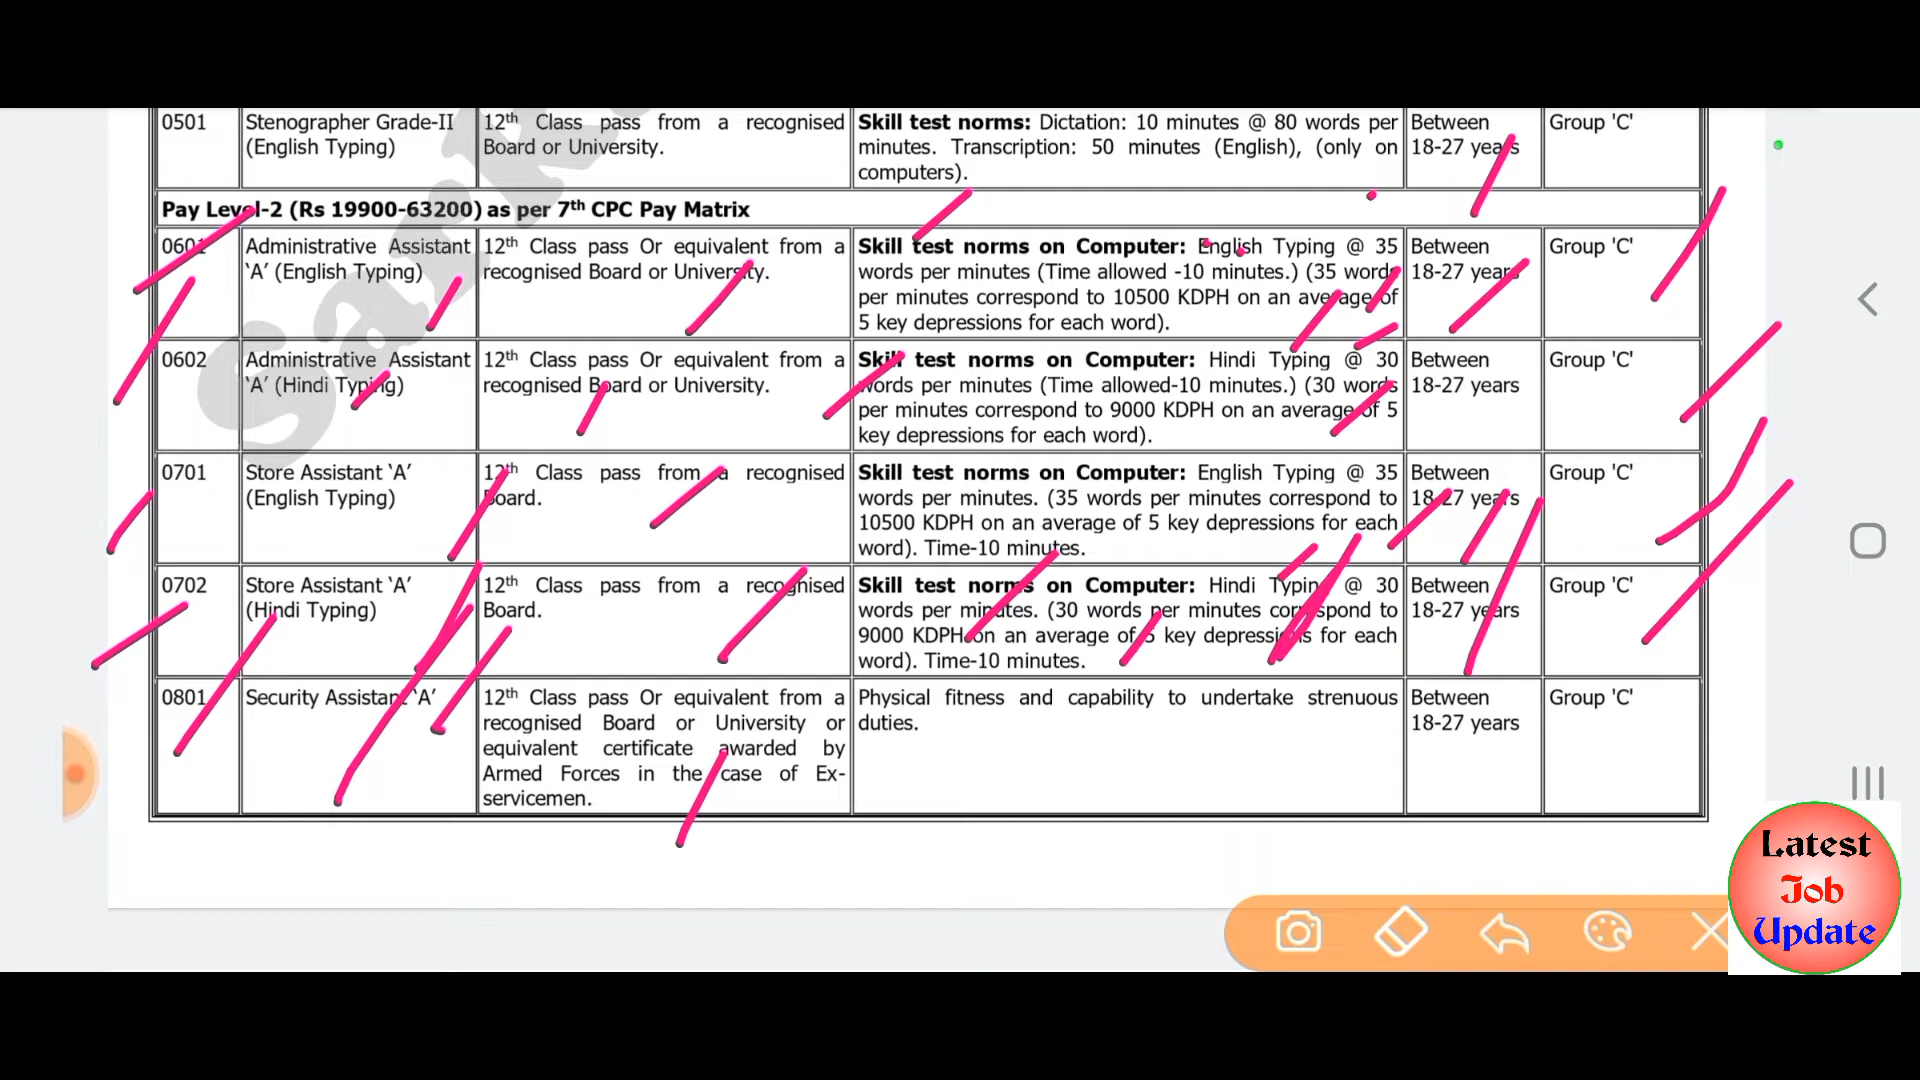 0501 Stenographer Grade-II 12th Class pass from a recognised Skill test norms: Dictation: 10 minutes @ 80 words per Between Group 'C'
(English Typing) Board or University. minutes. Transcription: 50 minutes (English), (only on 18-27 years
computers).
Pay Level-2 (Rs 19900-63200) as per 7th CPC Pay Matrix
0601 Administrative Assistant 12th Class pass Or equivalent from a Skill test norms on Computer: English Typing @ 35 Between Group 'C'
'A' (English Typing) recognised Board or University. words per minutes (Time allowed -10 minutes.) (35 words 18-27 years
per minutes correspond to 10500 KDPH on an average of
5 key depressions for each word).
0602 Administrative Assistant 12th Class pass Or equivalent from a Skill test norms on Computer: Hindi Typing @ 30 Between Group 'C'
'A' (Hindi Typing) recognised Board or University. words per minutes (Time allowed-10 minutes.) (30 words 18-27 years
per minutes correspond to 9000 KDPH on an average of 5
key depressions for each word).
0701 Store Assistant 'A' 12th Class pass from a recognised Skill test norms on Computer: English Typing @ 35 Between Group 'C'
(English Typing) Board. words per minutes. (35 words per minutes correspond to 18-27 years
10500 KDPH on an average of 5 key depressions for each
word). Time-10 minutes.
0702 Store Assistant 'A' 12th Class pass from a recognised Skill test norms on Computer: Hindi Typing @ 30 Between Group 'C'
(Hindi Typing) Board. words per minutes. (30 words per minutes correspond to 18-27 years
9000 KDPH on an average of 5 key depressions for each
word). Time-10 minutes.
0801 Security Assistant 'A' 12th Class pass Or equivalent from a Physical fitness and capability to undertake strenuous Between Group 'C'
recognised Board or University or duties. 18-27 years
equivalent certificate awarded by
Armed Forces in the case of Ex-
servicemen.
Latest
Job
Update